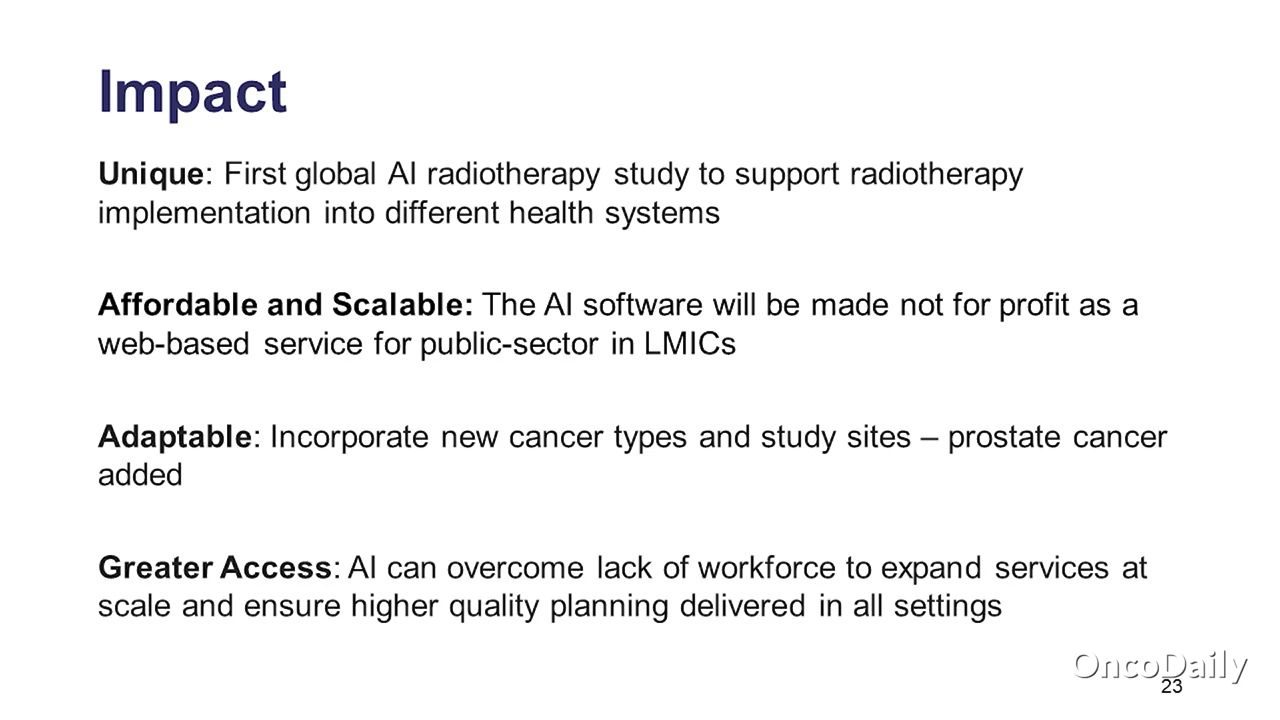 Impact
Unique: First global AI radiotherapy study to support radiotherapy
implementation into different health systems
Affordable and Scalable: The AI software will be made not for profit as a
web-based service for public-sector in LMICs
Adaptable: Incorporate new cancer types and study sites – prostate cancer
added
Greater Access: AI can overcome lack of workforce to expand services at
scale and ensure higher quality planning delivered in all settings
OncoDaily
23